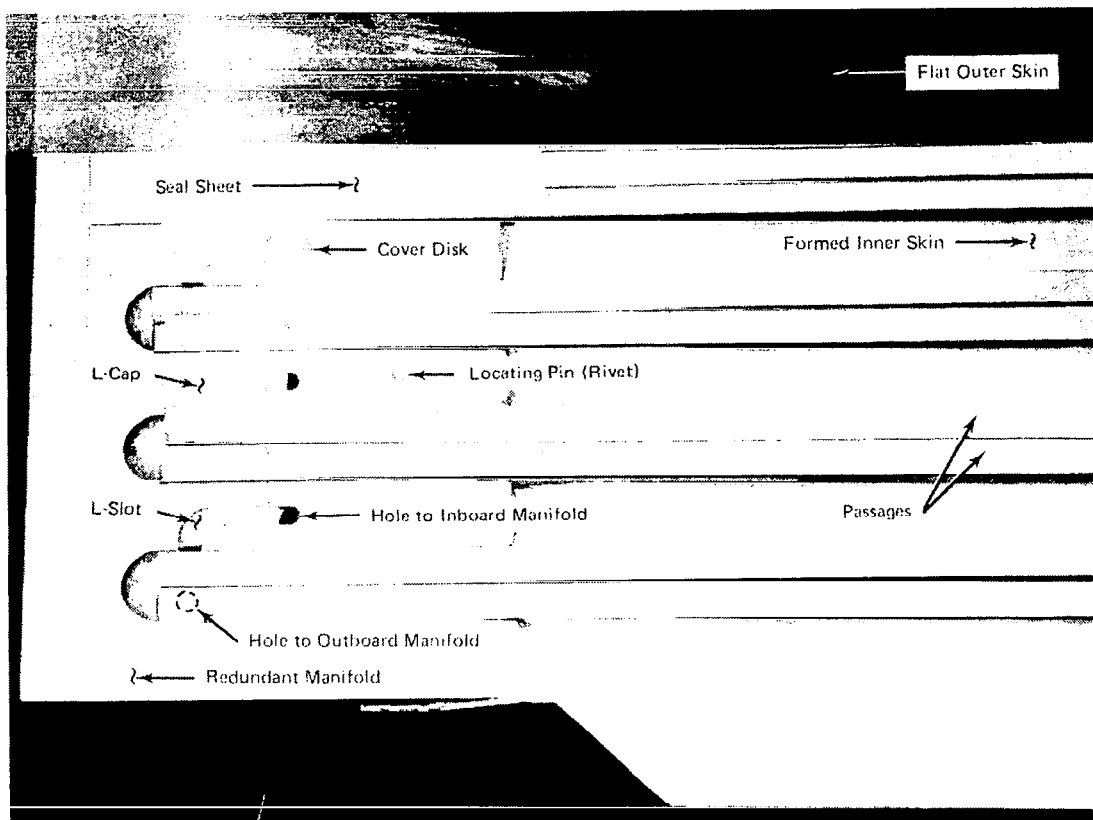 Flat Outer Skin
Seal Sheet
Cover Disk
Formed Inner Skin
L-Cap
Locating Pin (Rivet)
L-Slot
Hole to Inboard Manifold
Passages
Hole to Outboard Manifold
Redundant Manifold